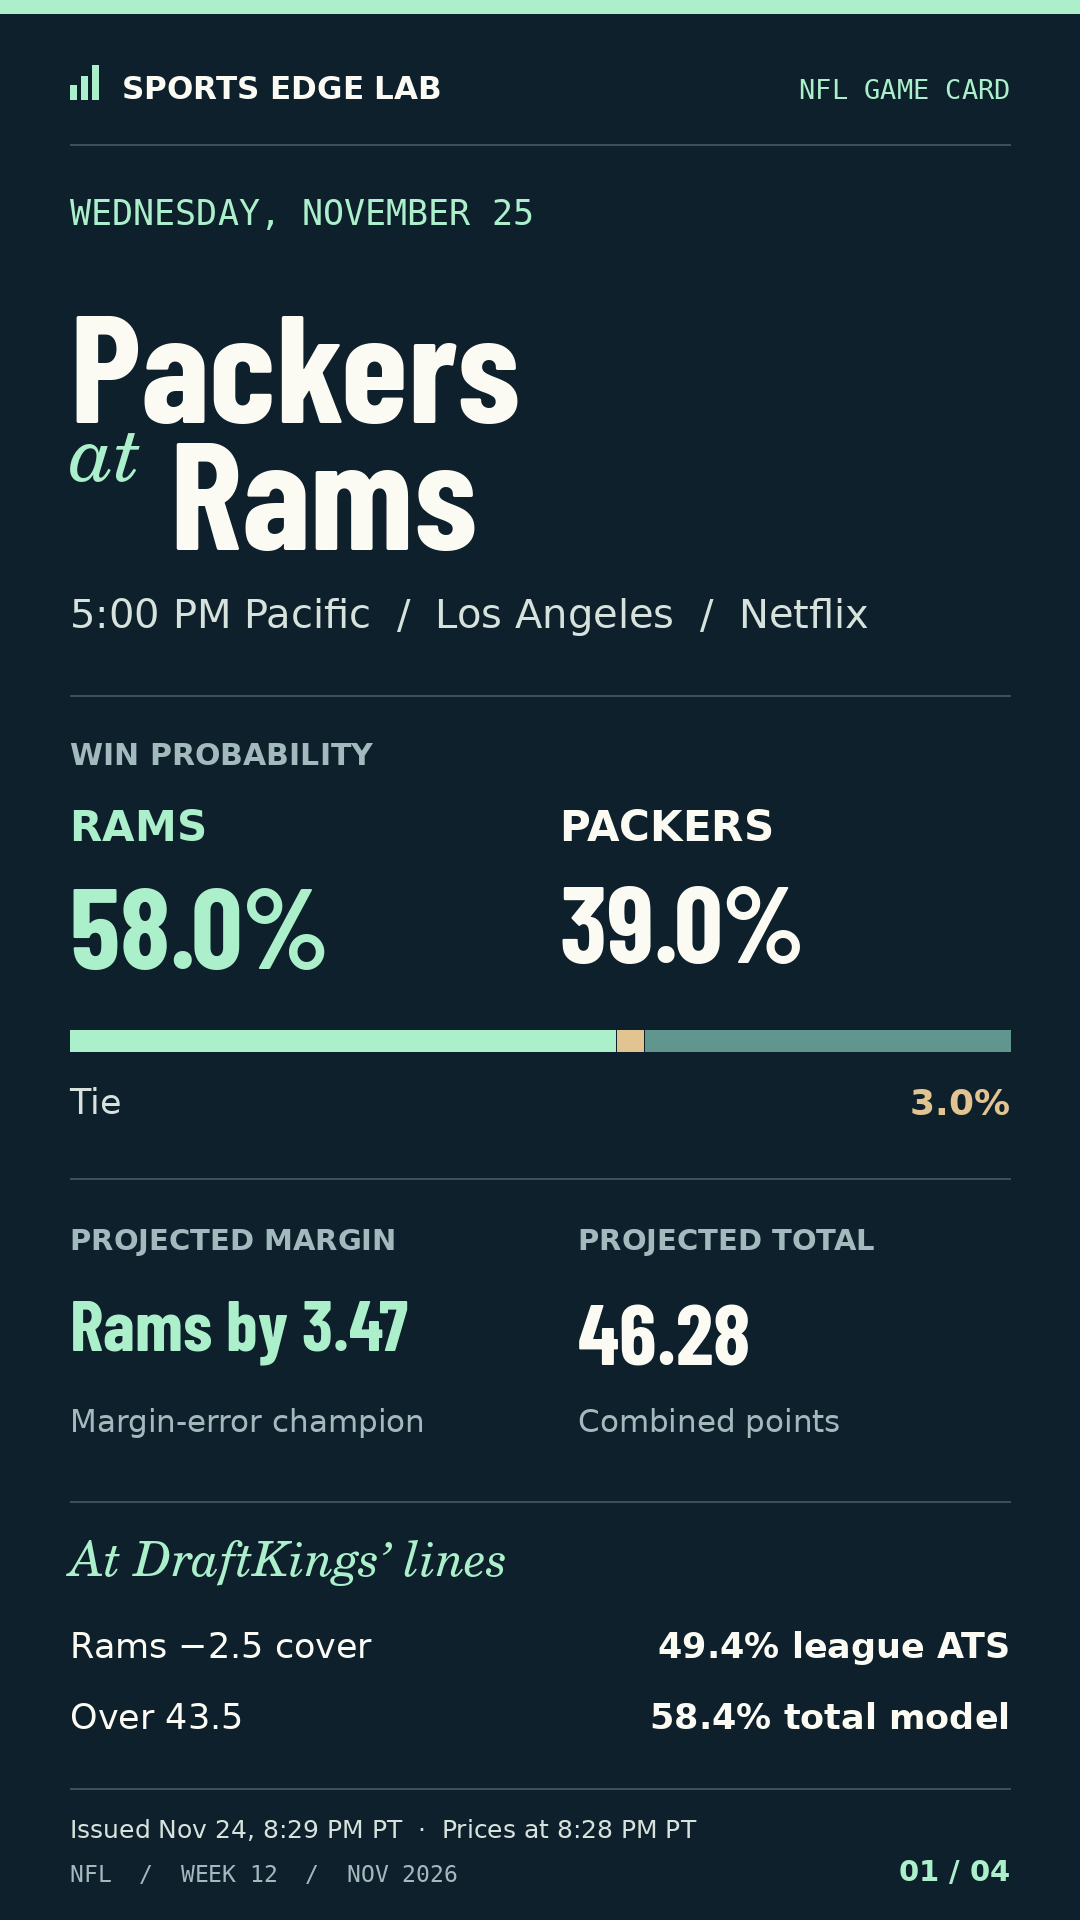 SPORTS EDGE LAB
NFL GAME CARD
WEDNESDAY, NOVEMBER 25
Packers
at Rams
5:00 PM Pacific / Los Angeles / Netflix
WIN PROBABILITY
RAMS
58.0%
PACKERS
39.0%
Tie 3.0%
PROJECTED MARGIN
Rams by 3.47
Margin-error champion
PROJECTED TOTAL
46.28
Combined points
At DraftKings’ lines
Rams −2.5 cover 49.4% league ATS
Over 43.5 58.4% total model
Issued Nov 24, 8:29 PM PT · Prices at 8:28 PM PT
NFL / WEEK 12 / NOV 2026
01 / 04